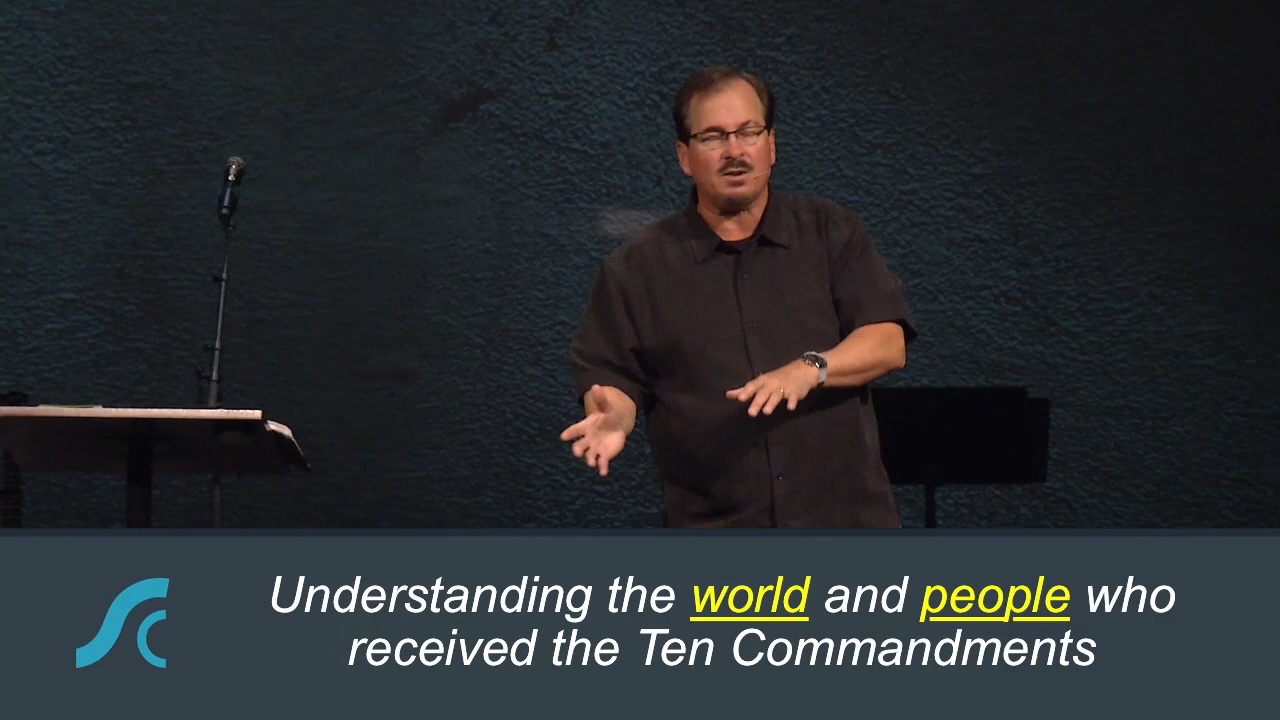 Understanding the world and people who
received the Ten Commandments